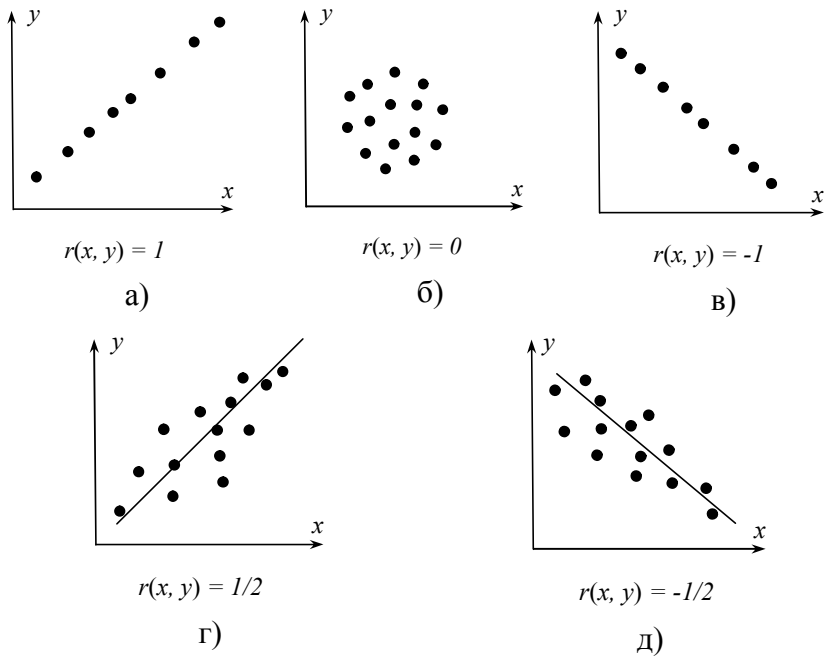 y
x
r(x, y) = 1
а)
y
x
r(x, y) = 0
б)
y
x
r(x, y) = -1
в)
y
x
r(x, y) = 1/2
г)
y
x
r(x, y) = -1/2
д)